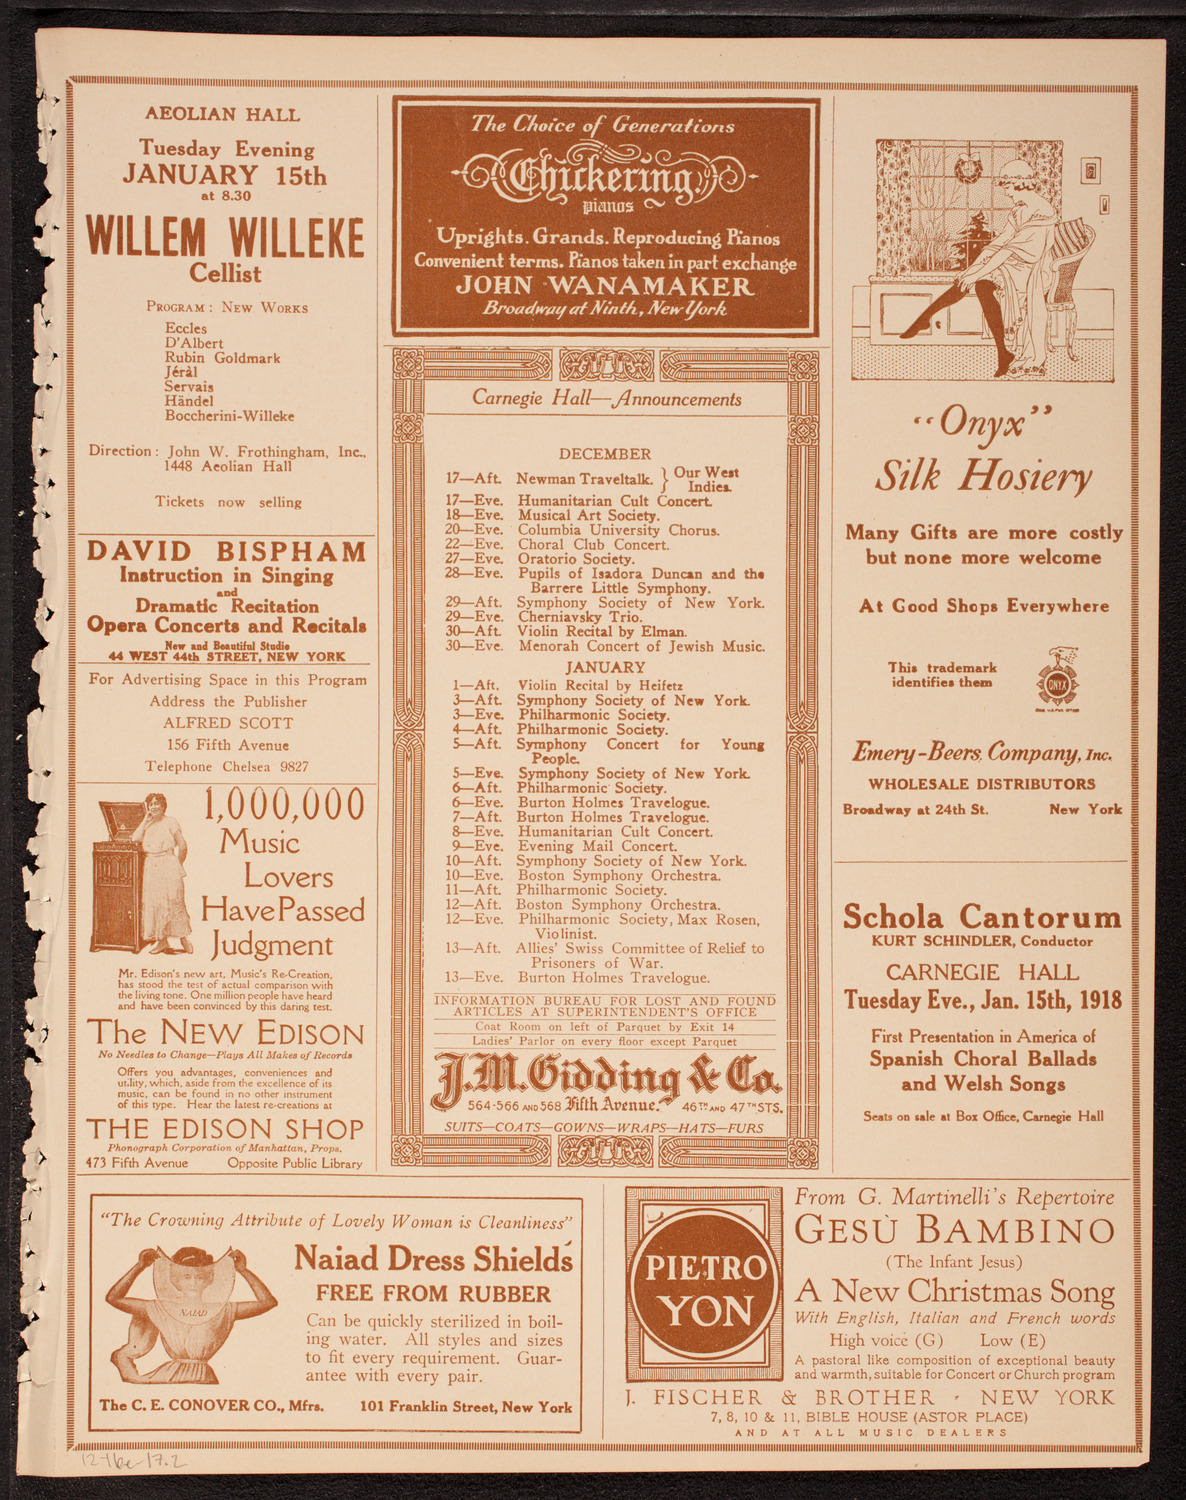 AEOLIAN HALL
Tuesday Evening
JANUARY 15th
at 8.30
WILLEM WILLEKE
Cellist
PROGRAM: NEW WORKS
Eccles
D'Albert
Rubin Goldmark
Jéràl
Servais
Händel
Boccherini-Willeke
Direction: John W. Frothingham, Inc.,
1448 Aeolian Hall
Tickets now selling
DAVID BISPHAM
Instruction in Singing
and
Dramatic Recitation
Opera Concerts and Recitals
New and Beautiful Studio
44 WEST 44th STREET, NEW YORK
For Advertising Space in this Program
Address the Publisher
ALFRED SCOTT
156 Fifth Avenue
Telephone Chelsea 9827
1,000,000
Music
Lovers
Have Passed
Judgment
Mr. Edison's new art, Music's Re-Creation,
has stood the test of actual comparison with
the living tone. One million people have heard
and have been convinced by this daring test.
The NEW EDISON
No Needles to Change—Plays All Makes of Records
Offers you advantages, conveniences and
utility, which, aside from the excellence of its
music, can be found in no other instrument
of this type. Hear the latest re-creations at
THE EDISON SHOP
Phonograph Corporation of Manhattan, Props.
473 Fifth Avenue Opposite Public Library
The Choice of Generations
Chickering
pianos
Uprights. Grands. Reproducing Pianos
Convenient terms. Pianos taken in part exchange
JOHN WANAMAKER
Broadway at Ninth, New York
Carnegie Hall—Announcements
DECEMBER
17—Aft. Newman Traveltalk. } Our West
Indies.
17—Eve. Humanitarian Cult Concert.
18—Eve. Musical Art Society.
20—Eve. Columbia University Chorus.
22—Eve. Choral Club Concert.
27—Eve. Oratorio Society.
28—Eve. Pupils of Isadora Duncan and the
Barrere Little Symphony.
29—Aft. Symphony Society of New York.
29—Eve. Cherniavsky Trio.
30—Aft. Violin Recital by Elman.
30—Eve. Menorah Concert of Jewish Music.
JANUARY
1—Aft. Violin Recital by Heifetz
3—Aft. Symphony Society of New York.
3—Eve. Philharmonic Society.
4—Aft. Philharmonic Society.
5—Aft. Symphony Concert for Young
People.
5—Eve. Symphony Society of New York.
6—Aft. Philharmonic Society.
6—Eve. Burton Holmes Travelogue.
7—Aft. Burton Holmes Travelogue.
8—Eve. Humanitarian Cult Concert.
9—Eve. Evening Mail Concert.
10—Aft. Symphony Society of New York.
10—Eve. Boston Symphony Orchestra.
11—Aft. Philharmonic Society.
12—Aft. Boston Symphony Orchestra.
12—Eve. Philharmonic Society, Max Rosen,
Violinist.
13—Aft. Allies' Swiss Committee of Relief to
Prisoners of War.
13—Eve. Burton Holmes Travelogue.
INFORMATION BUREAU FOR LOST AND FOUND
ARTICLES AT SUPERINTENDENT'S OFFICE
Coat Room on left of Parquet by Exit 14
Ladies' Parlor on every floor except Parquet
J.M. Gidding & Co.
564-566 AND 568 Fifth Avenue. 46TH AND 47TH STS.
SUITS—COATS—GOWNS—WRAPS—HATS—FURS
"Onyx"
Silk Hosiery
Many Gifts are more costly
but none more welcome
At Good Shops Everywhere
This trademark
identifies them
ONYX
Emery-Beers Company, Inc.
WHOLESALE DISTRIBUTORS
Broadway at 24th St. New York
Schola Cantorum
KURT SCHINDLER, Conductor
CARNEGIE HALL
Tuesday Eve., Jan. 15th, 1918
First Presentation in America of
Spanish Choral Ballads
and Welsh Songs
Seats on sale at Box Office, Carnegie Hall
"The Crowning Attribute of Lovely Woman is Cleanliness"
NAIAD
Naiad Dress Shields
FREE FROM RUBBER
Can be quickly sterilized in boil-
ing water. All styles and sizes
to fit every requirement. Guar-
antee with every pair.
The C. E. CONOVER CO., Mfrs. 101 Franklin Street, New York
PIETRO
YON
From G. Martinelli's Repertoire
GESÙ BAMBINO
(The Infant Jesus)
A New Christmas Song
With English, Italian and French words
High voice (G) Low (E)
A pastoral like composition of exceptional beauty
and warmth, suitable for Concert or Church program
J. FISCHER & BROTHER · NEW YORK
7, 8, 10 & 11, BIBLE HOUSE (ASTOR PLACE)
AND AT ALL MUSIC DEALERS